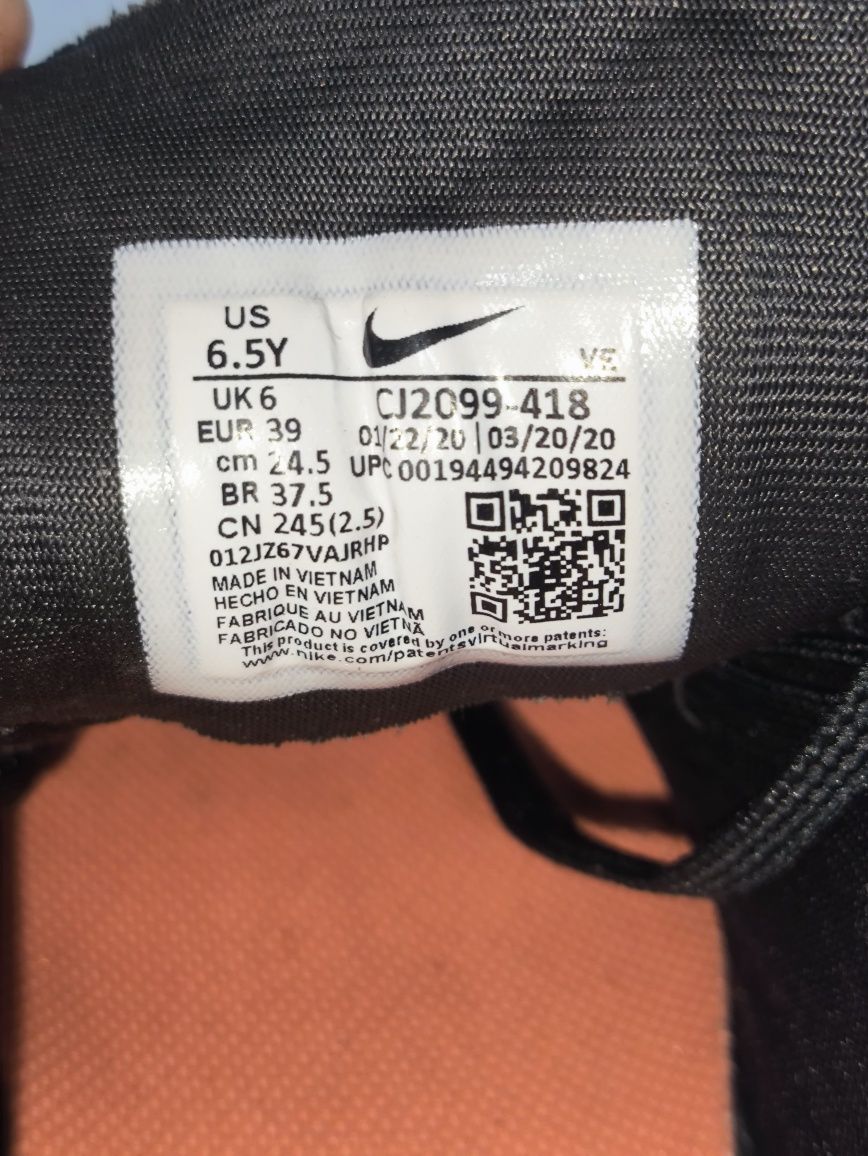 US
6.5Y
VE
UK 6
EUR 39
cm 24.5
BR 37.5
CN 245(2.5)
CJ2099-418
01/22/20 | 03/20/20
UPC 00194494209824
012JZ67VAJRHP
MADE IN VIETNAM
HECHO EN VIETNAM
FABRIQUE AU VIETNAM
FABRICADO NO VIETNÃ
This product is covered by one or more patents:
www.nike.com/patentsvirtualmarking